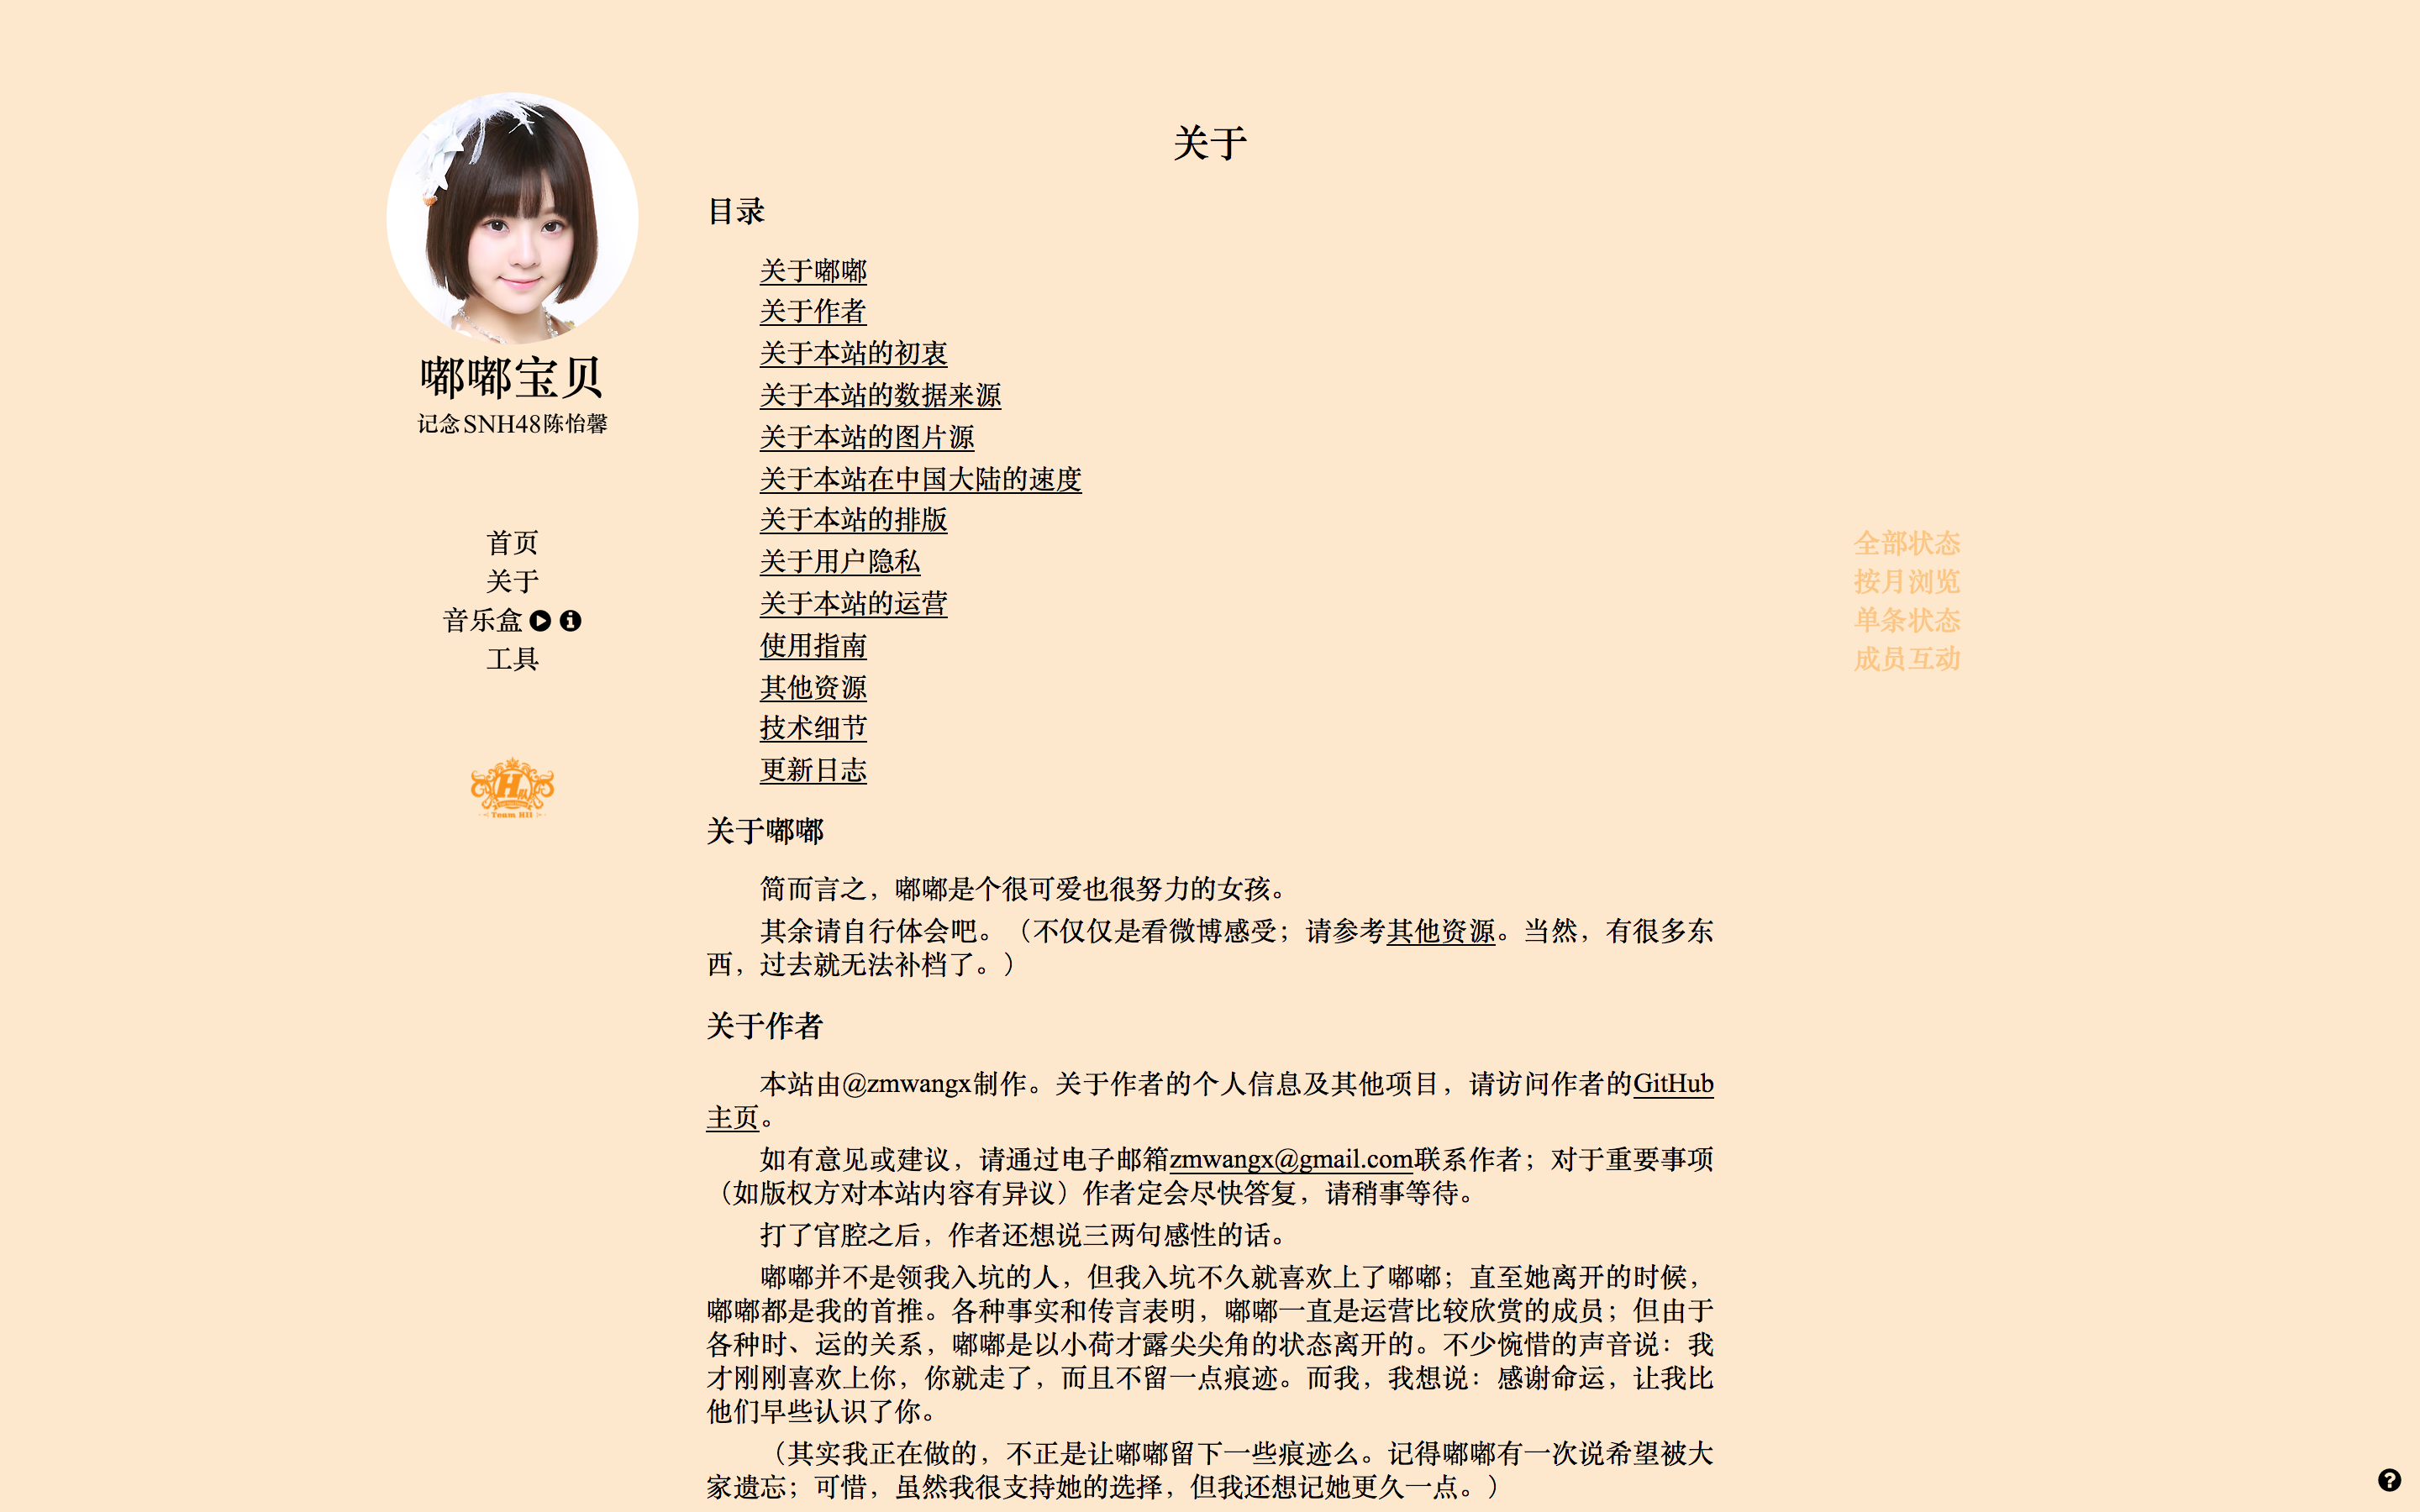 嘟嘟宝贝
记念SNH48陈怡馨
首页
关于
音乐盒
工具
H队
Team HII
关于
目录
关于嘟嘟
关于作者
关于本站的初衷
关于本站的数据来源
关于本站的图片源
关于本站在中国大陆的速度
关于本站的排版
关于用户隐私
关于本站的运营
使用指南
其他资源
技术细节
更新日志
关于嘟嘟
简而言之，嘟嘟是个很可爱也很努力的女孩。
其余请自行体会吧。（不仅仅是看微博感受；请参考其他资源。当然，有很多东
西，过去就无法补档了。）
关于作者
本站由@zmwangx制作。关于作者的个人信息及其他项目，请访问作者的GitHub
主页。
如有意见或建议，请通过电子邮箱zmwangx@gmail.com联系作者；对于重要事项
（如版权方对本站内容有异议）作者定会尽快答复，请稍事等待。
打了官腔之后，作者还想说三两句感性的话。
嘟嘟并不是领我入坑的人，但我入坑不久就喜欢上了嘟嘟；直至她离开的时候，
嘟嘟都是我的首推。各种事实和传言表明，嘟嘟一直是运营比较欣赏的成员；但由于
各种时、运的关系，嘟嘟是以小荷才露尖尖角的状态离开的。不少惋惜的声音说：我
才刚刚喜欢上你，你就走了，而且不留一点痕迹。而我，我想说：感谢命运，让我比
他们早些认识了你。
（其实我正在做的，不正是让嘟嘟留下一些痕迹么。记得嘟嘟有一次说希望被大
家遗忘；可惜，虽然我很支持她的选择，但我还想记她更久一点。）
全部状态
按月浏览
单条状态
成员互动